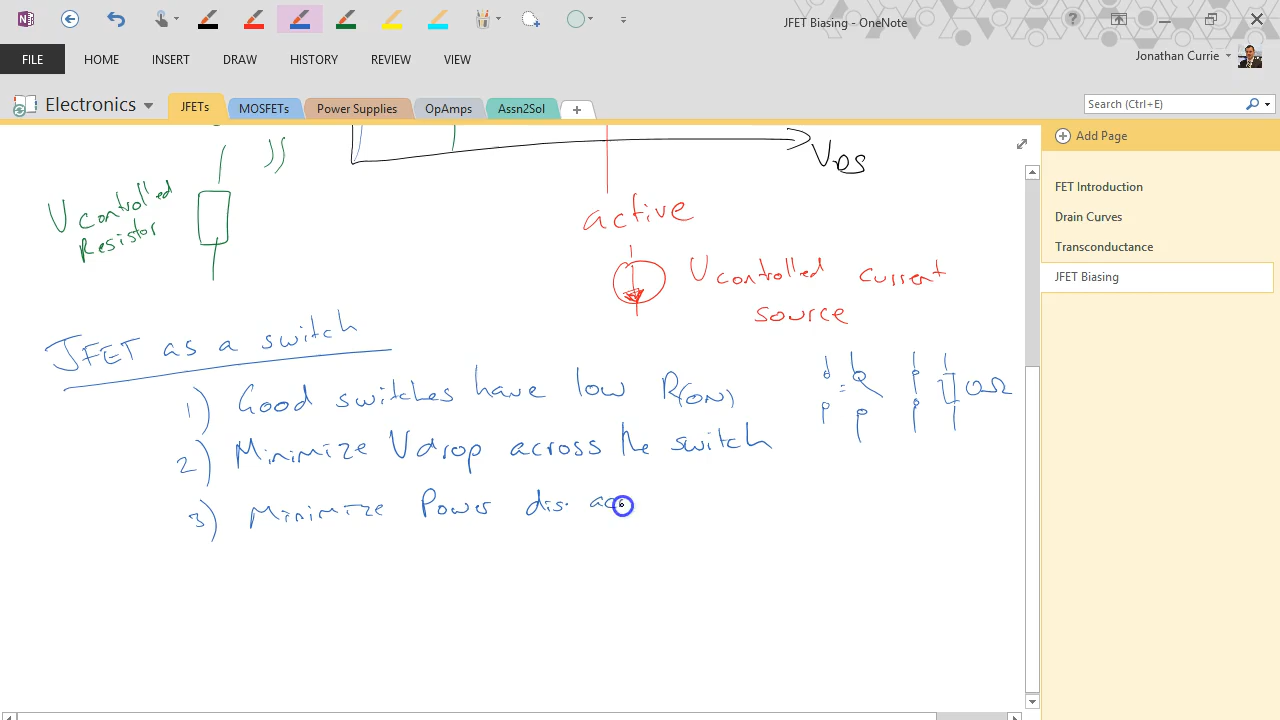 JFET Biasing - OneNote
Jonathan Currie
FILE HOME INSERT DRAW HISTORY REVIEW VIEW
Electronics JFETs MOSFETs Power Supplies OpAmps Assn2Sol
Search (Ctrl+E)
Add Page
FET Introduction
Drain Curves
Transconductance
JFET Biasing
VDS
V controlled
Resistor
active
V controlled current
source
JFET as a switch
1) Good switches have low R(ON)
0Ω
2) Minimize Vdrop across the switch
3) Minimize Power dis. ac